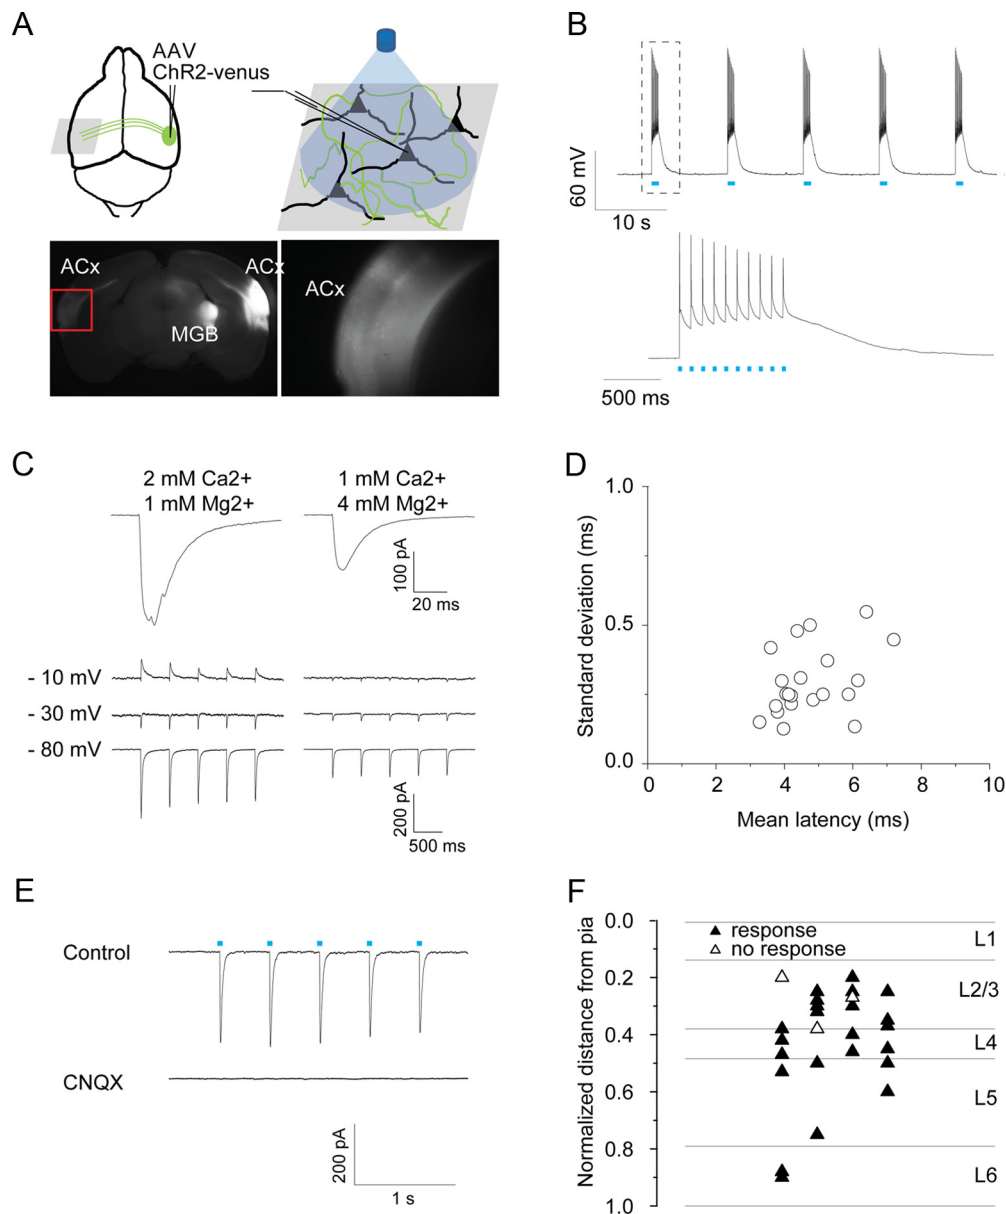 A
AAV
ChR2-venus
ACx
ACx
MGB
ACx
B
60 mV
10 s
500 ms
C
2 mM Ca2+
1 mM Mg2+
1 mM Ca2+
4 mM Mg2+
100 pA
20 ms
- 10 mV
- 30 mV
- 80 mV
200 pA
500 ms
D
1.0
0.5
0.0
Standard deviation (ms)
0 2 4 6 8 10
Mean latency (ms)
E
Control
CNQX
200 pA
1 s
F
Normalized distance from pia
0.0
0.2
0.4
0.6
0.8
1.0
response
no response
L1
L2/3
L4
L5
L6